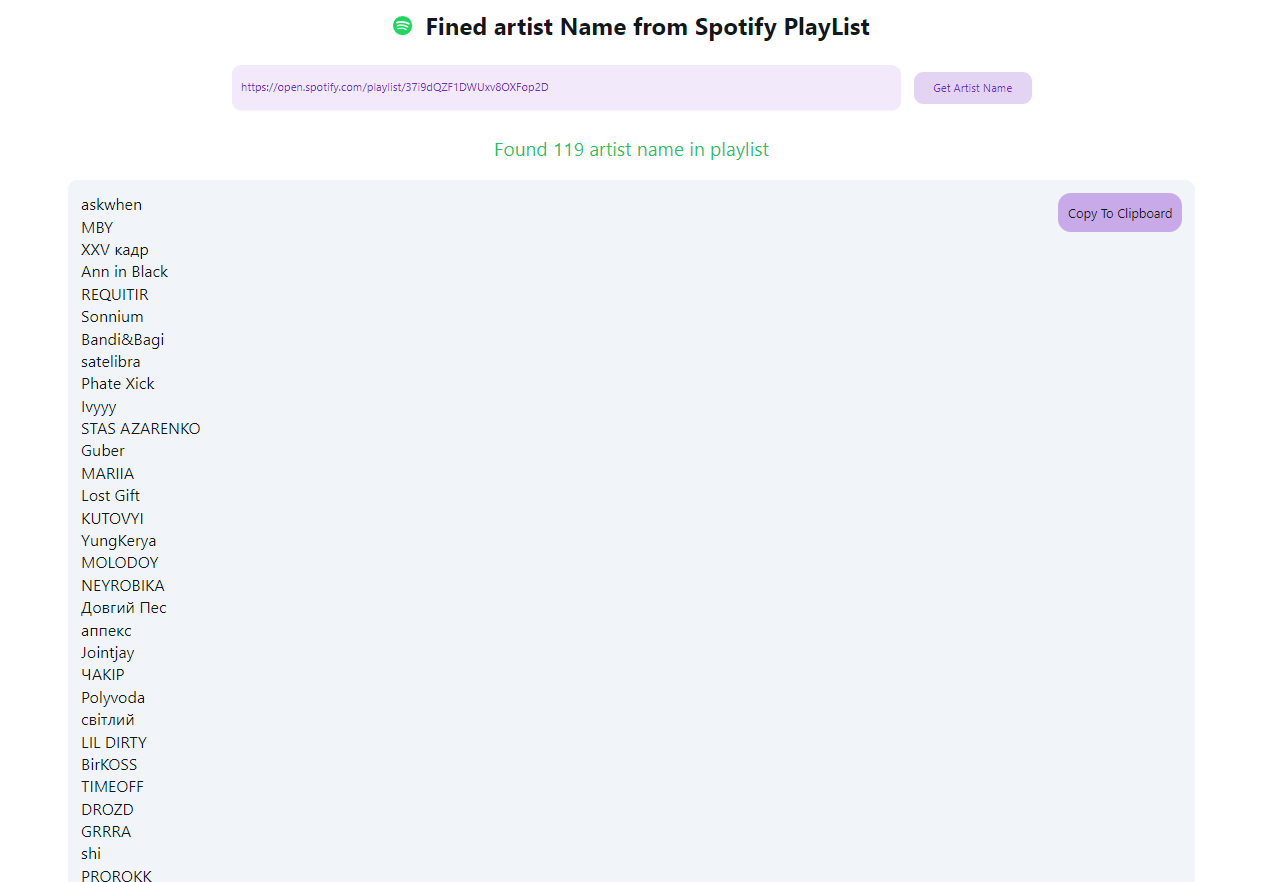 Fined artist Name from Spotify PlayList
https://open.spotify.com/playlist/37i9dQZF1DWUxv8OXFop2D
Get Artist Name
Found 119 artist name in playlist
Copy To Clipboard
askwhen
MBY
XXV кадр
Ann in Black
REQUITIR
Sonnium
Bandi&Bagi
satelibra
Phate Xick
Ivyyy
STAS AZARENKO
Guber
MARIIA
Lost Gift
KUTOVYI
YungKerya
MOLODOY
NEYROBIKA
Довгий Пес
аппекс
Jointjay
ЧАКІР
Polyvoda
світлий
LIL DIRTY
BirKOSS
TIMEOFF
DROZD
GRRRA
shi
PROROKK